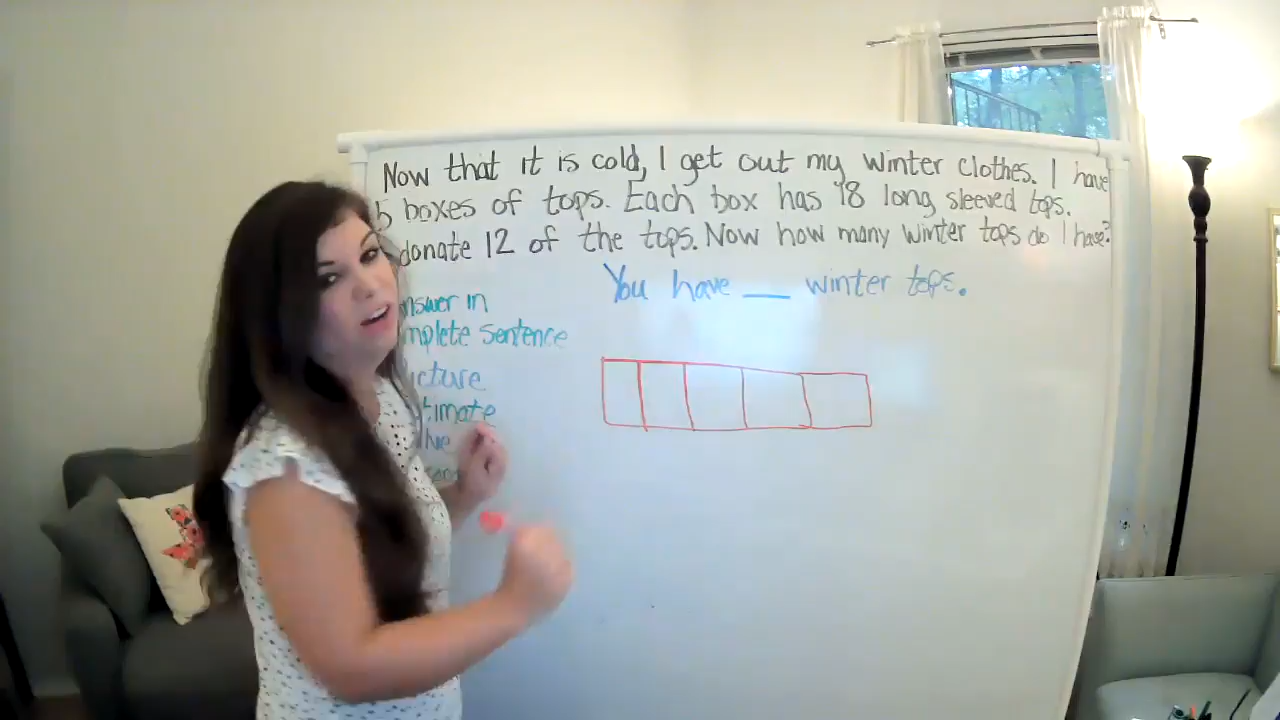 Now that it is cold, I get out my winter clothes. I have
5 boxes of tops. Each box has 18 long sleeved tops.
donate 12 of the tops. Now how many winter tops do I have?
You have ___ winter tops.
nswer in
mplete sentence
icture
timate